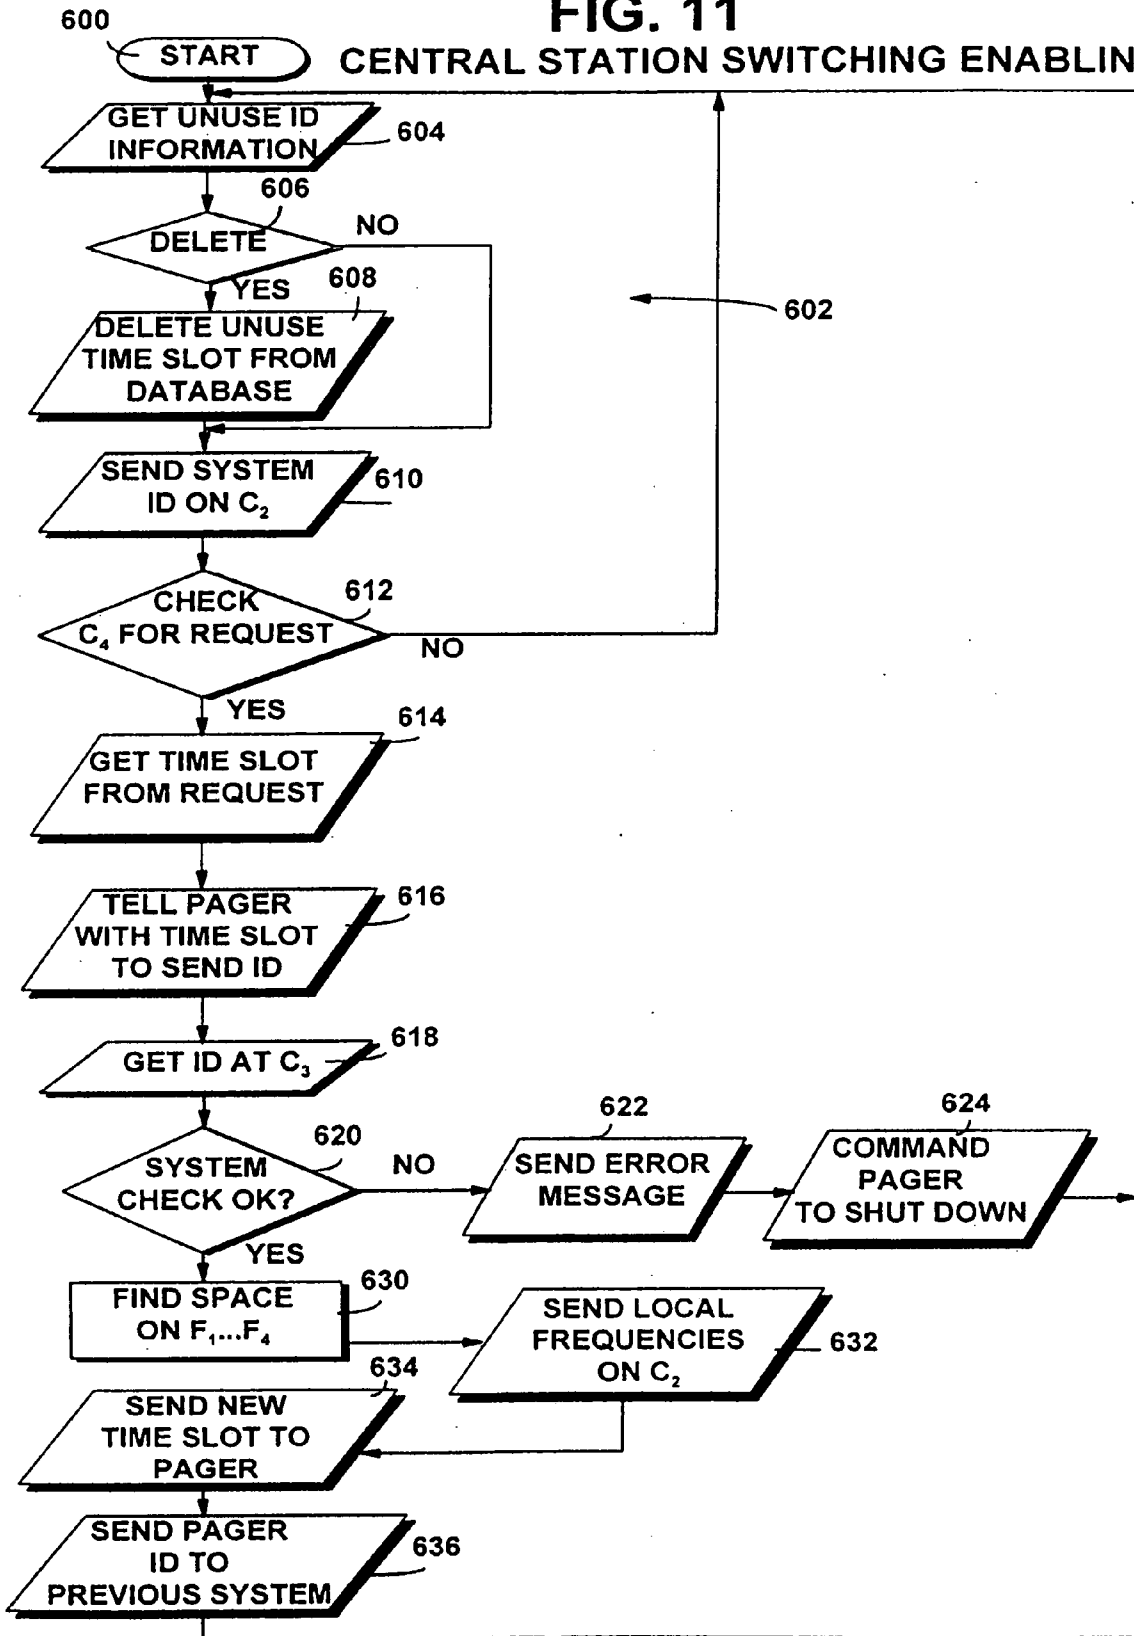 FIG. 11
600
START
CENTRAL STATION SWITCHING ENABLIN
GET UNUSE ID
INFORMATION
604
606
DELETE
NO
YES
608
602
DELETE UNUSE
TIME SLOT FROM
DATABASE
SEND SYSTEM
ID ON C₂
610
CHECK
C₄ FOR REQUEST
612
NO
YES
614
GET TIME SLOT
FROM REQUEST
TELL PAGER
WITH TIME SLOT
TO SEND ID
616
GET ID AT C₃
618
SYSTEM
CHECK OK?
620
NO
YES
622
SEND ERROR
MESSAGE
624
COMMAND
PAGER
TO SHUT DOWN
FIND SPACE
ON F₁...F₄
630
SEND LOCAL
FREQUENCIES
ON C₂
632
634
SEND NEW
TIME SLOT TO
PAGER
SEND PAGER
ID TO
PREVIOUS SYSTEM
636